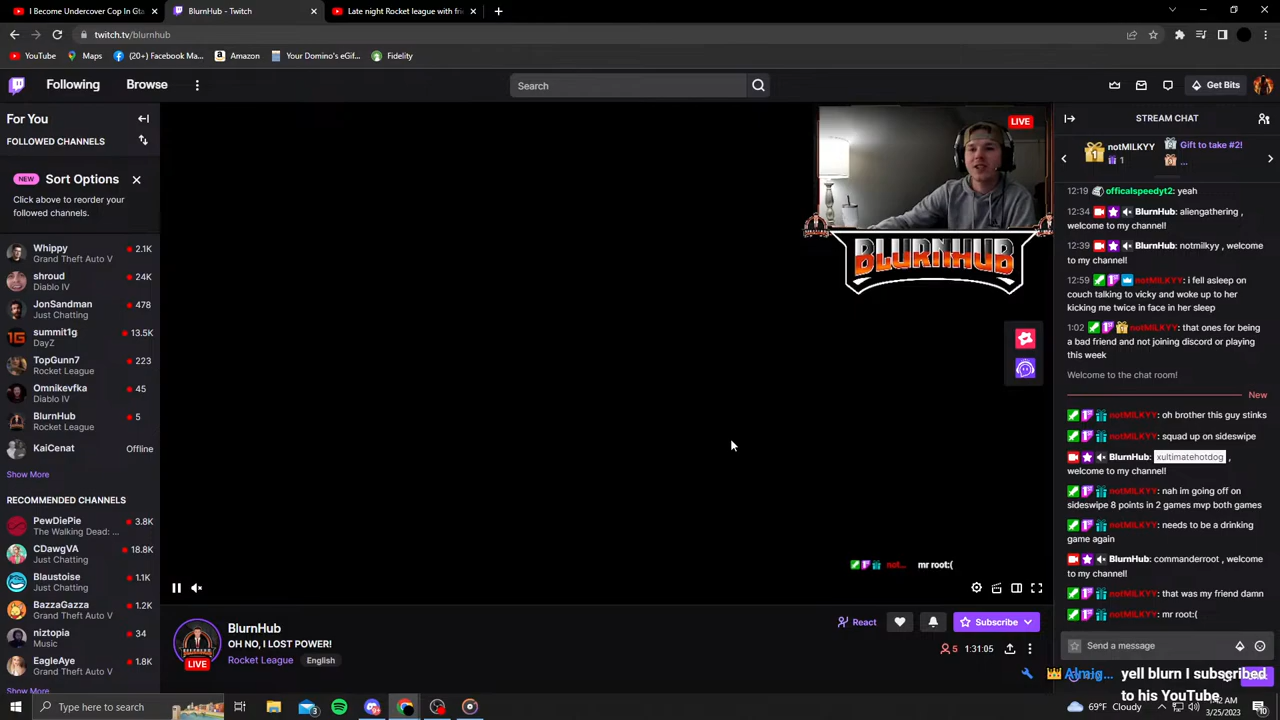 I Become Undercover Cop In Gta
BlurnHub - Twitch
Late night Rocket league with frie
twitch.tv/blurnhub
YouTube
Maps
(20+) Facebook Ma...
Amazon
Your Domino's eGif...
Fidelity
Following
Browse
Search
Get Bits
For You
FOLLOWED CHANNELS
NEW
Sort Options
Click above to reorder your
followed channels.
Whippy
2.1K
Grand Theft Auto V
shroud
24K
Diablo IV
JonSandman
478
Just Chatting
summit1g
13.5K
DayZ
TopGunn7
223
Rocket League
Omnikevfka
45
Diablo IV
BlurnHub
5
Rocket League
KaiCenat
Offline
Show More
RECOMMENDED CHANNELS
PewDiePie
3.8K
The Walking Dead: ...
CDawgVA
18.8K
Just Chatting
Blaustoise
1.1K
Just Chatting
BazzaGazza
1.2K
Grand Theft Auto V
niztopia
34
Music
EagleAye
1.8K
Grand Theft Auto V
Show More
LIVE
BLURNHUB
not...
mr root:(
LIVE
BlurnHub
OH NO, I LOST POWER!
Rocket League
English
React
Subscribe
5
1:31:05
STREAM CHAT
notMILKYY
1
Gift to take #2!
...
12:19 officalspeedyt2: yeah
12:34 BlurnHub: aliengathering ,
welcome to my channel!
12:39 BlurnHub: notmilkyy , welcome
to my channel!
12:59 notMILKYY: i fell asleep on
couch talking to vicky and woke up to her
kicking me twice in face in her sleep
1:02 notMILKYY: that ones for being
a bad friend and not joining discord or playing
this week
Welcome to the chat room!
New
notMILKYY: oh brother this guy stinks
notMILKYY: squad up on sideswipe
BlurnHub: xultimatehotdog ,
welcome to my channel!
notMILKYY: nah im going off on
sideswipe 8 points in 2 games mvp both games
notMILKYY: needs to be a drinking
game again
BlurnHub: commanderroot , welcome
to my channel!
notMILKYY: that was my friend damn
notMILKYY: mr root:(
Send a message
Almig...
yell blurn I subscribed
to his YouTube
Type here to search
3
69°F Cloudy
1:42 AM
3/25/2023
10